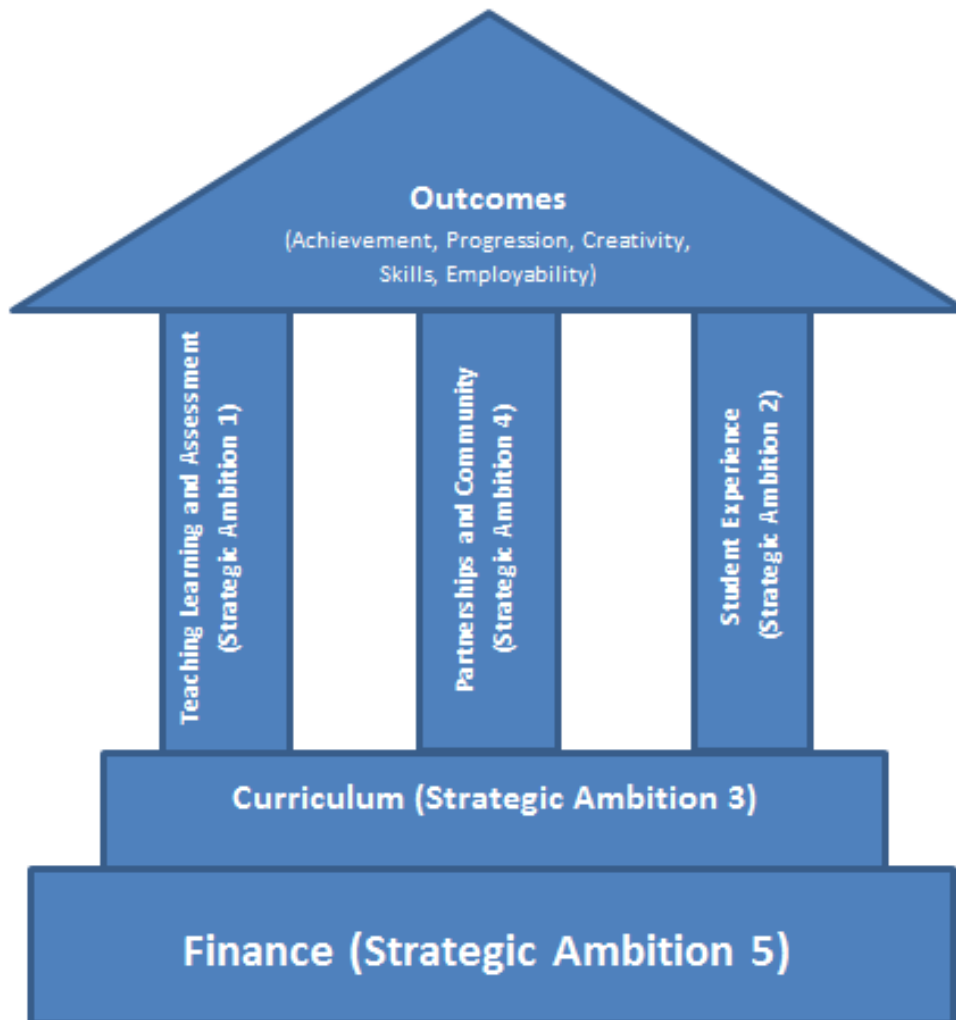 Outcomes
(Achievement, Progression, Creativity,
Skills, Employability)
Teaching Learning and Assessment
(Strategic Ambition 1)
Partnerships and Community
(Strategic Ambition 4)
Student Experience
(Strategic Ambition 2)
Curriculum (Strategic Ambition 3)
Finance (Strategic Ambition 5)